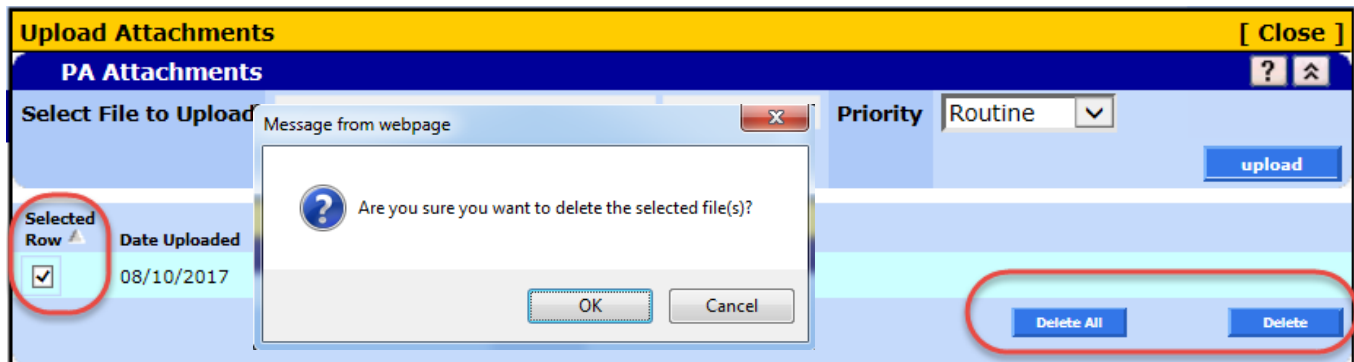 Upload Attachments [ Close ]
PA Attachments ?
Select File to Upload Priority Routine
Message from webpage
upload
Are you sure you want to delete the selected file(s)?
Selected
Row Date Uploaded
08/10/2017
OK Cancel
Delete All Delete